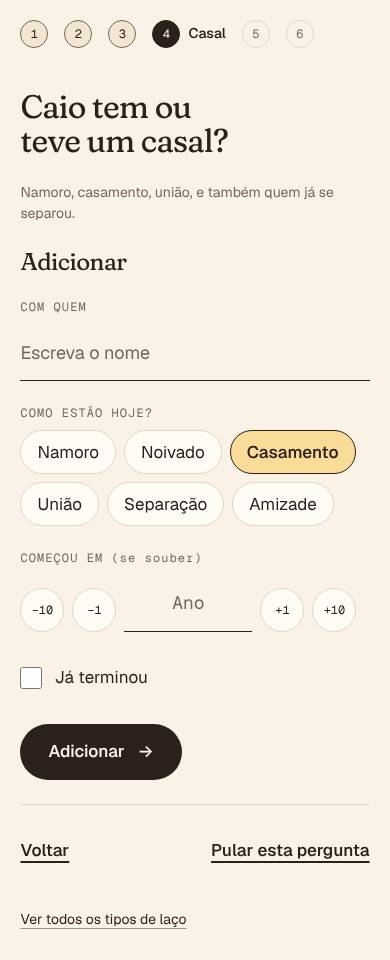 1 2 3 4 Casal 5 6
Caio tem ou
teve um casal?
Namoro, casamento, união, e também quem já se
separou.
Adicionar
COM QUEM
Escreva o nome
COMO ESTÃO HOJE?
Namoro Noivado Casamento
União Separação Amizade
COMEÇOU EM (se souber)
−10 −1 Ano +1 +10
Já terminou
Adicionar →
Voltar Pular esta pergunta
Ver todos os tipos de laço